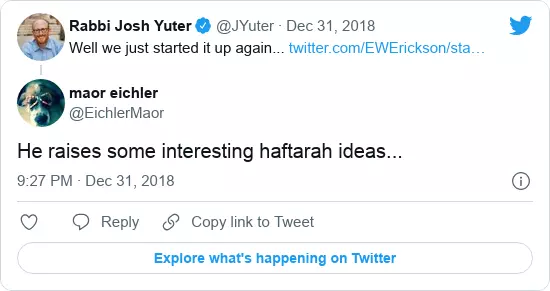 Rabbi Josh Yuter @JYuter · Dec 31, 2018
Well we just started it up again... twitter.com/EWErickson/sta…
maor eichler
@EichlerMaor
He raises some interesting haftarah ideas...
9:27 PM · Dec 31, 2018
Reply Copy link to Tweet
Explore what's happening on Twitter